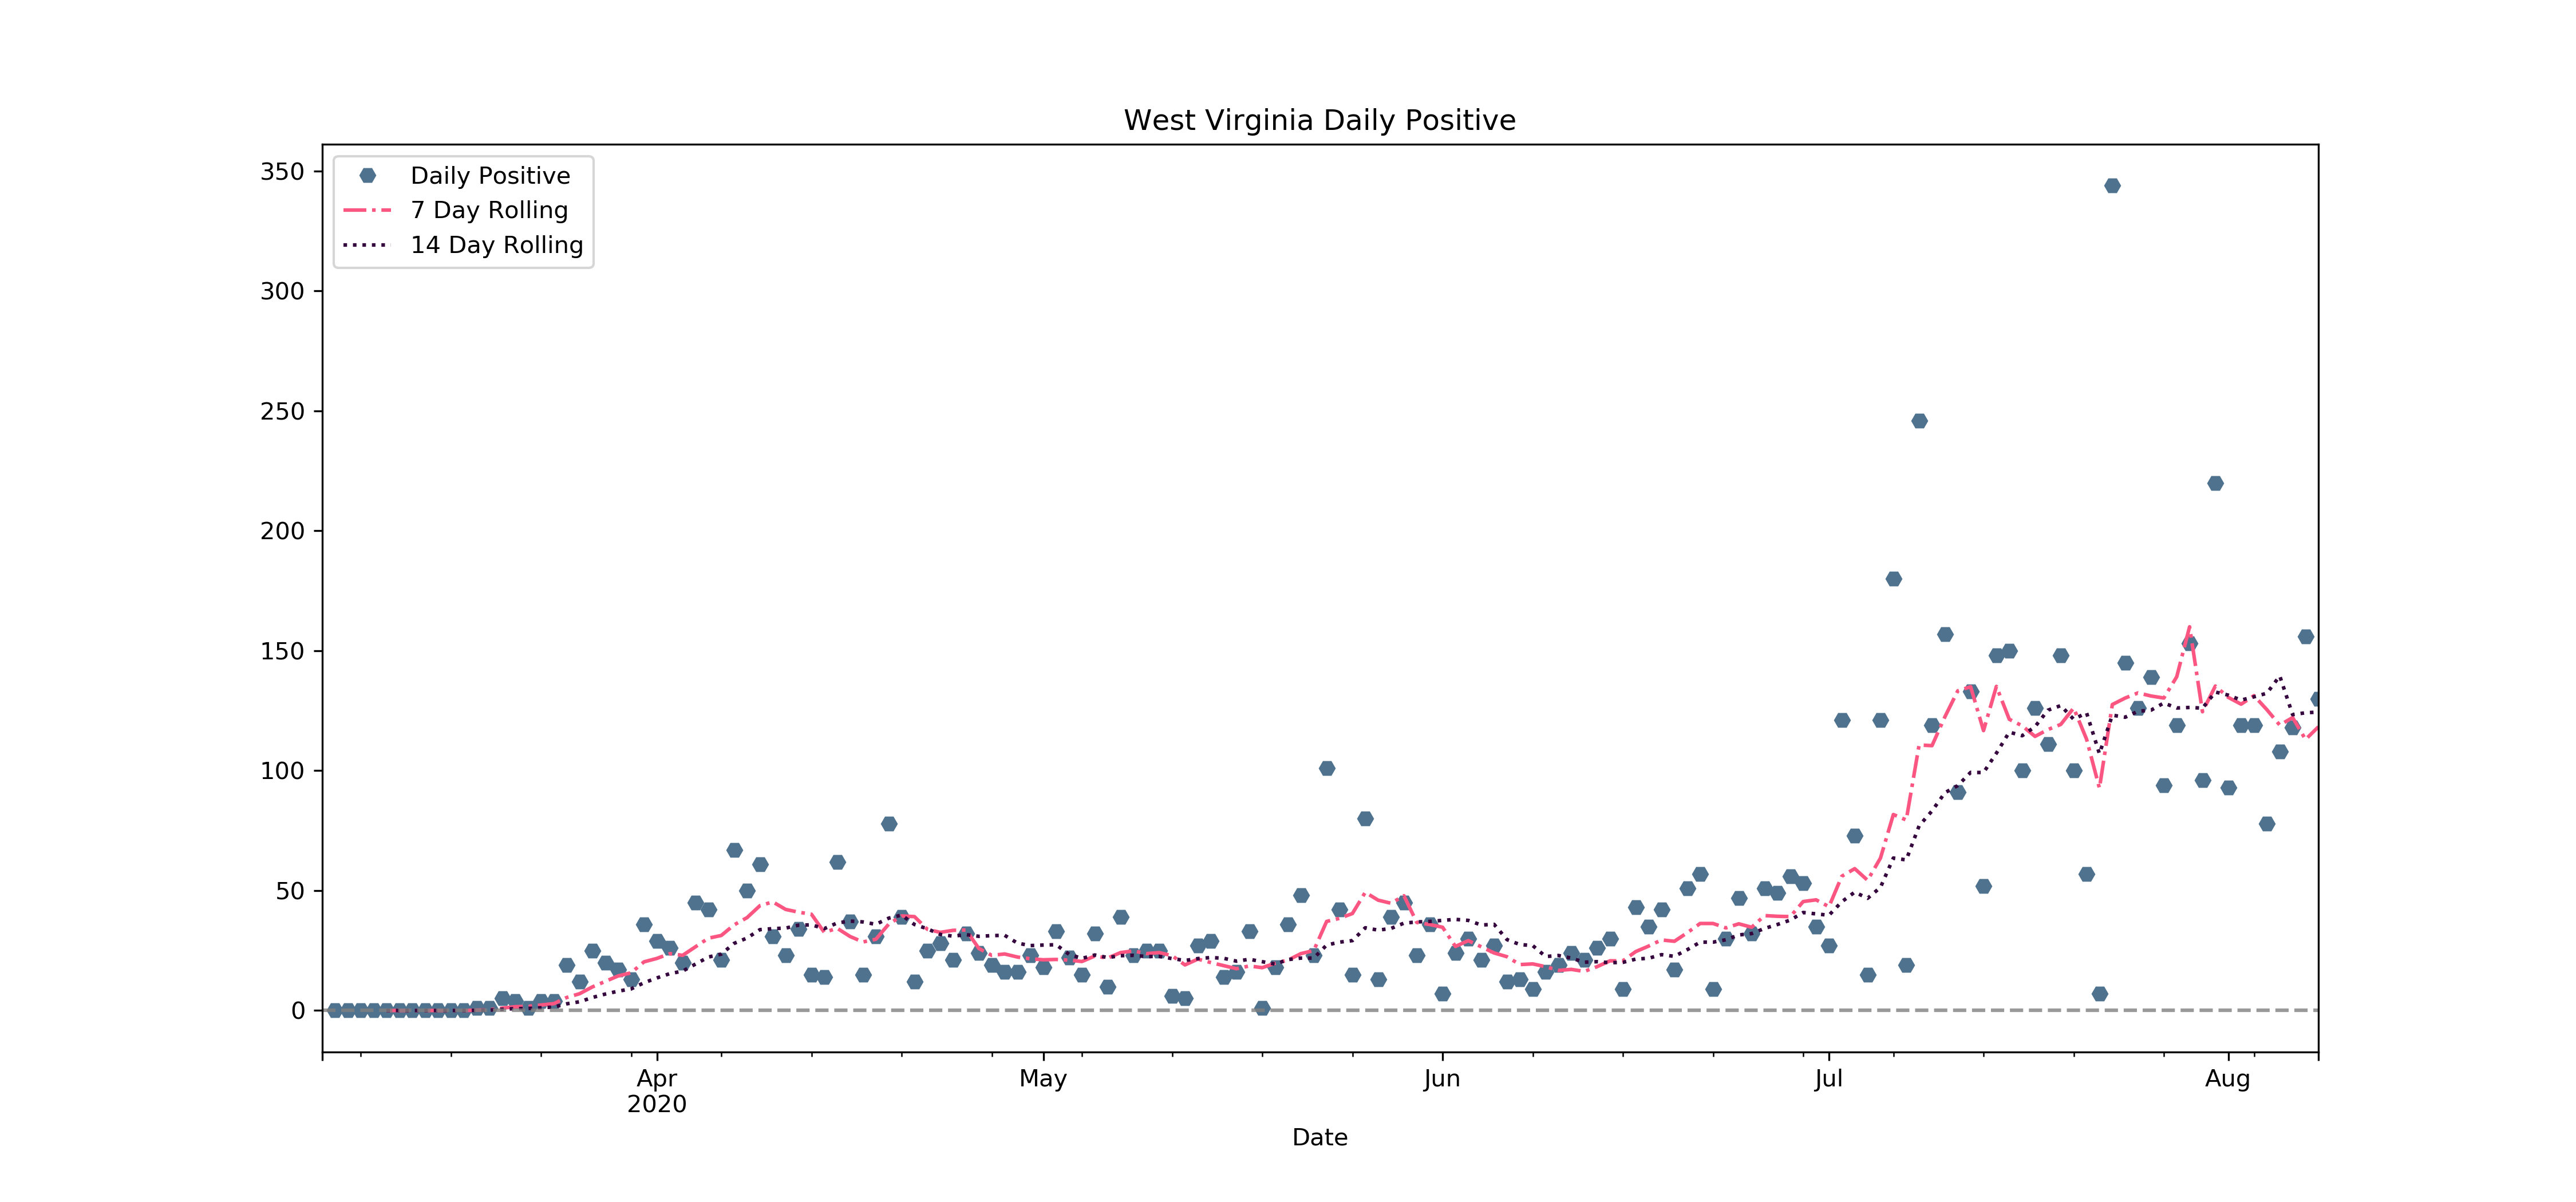 West Virginia Daily Positive
350
300
250
200
150
100
50
0
Daily Positive
7 Day Rolling
14 Day Rolling
Apr May Jun Jul Aug
2020
Date